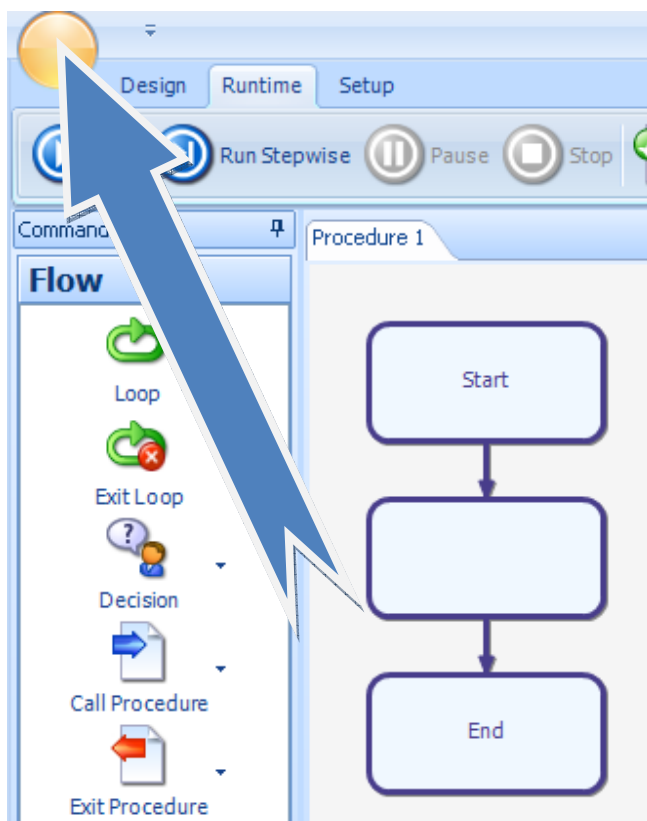 Design Runtime Setup
Run Stepwise Pause Stop
Procedure 1
Flow
Loop
Exit Loop
Decision
Call Procedure
Exit Procedure
Start
End